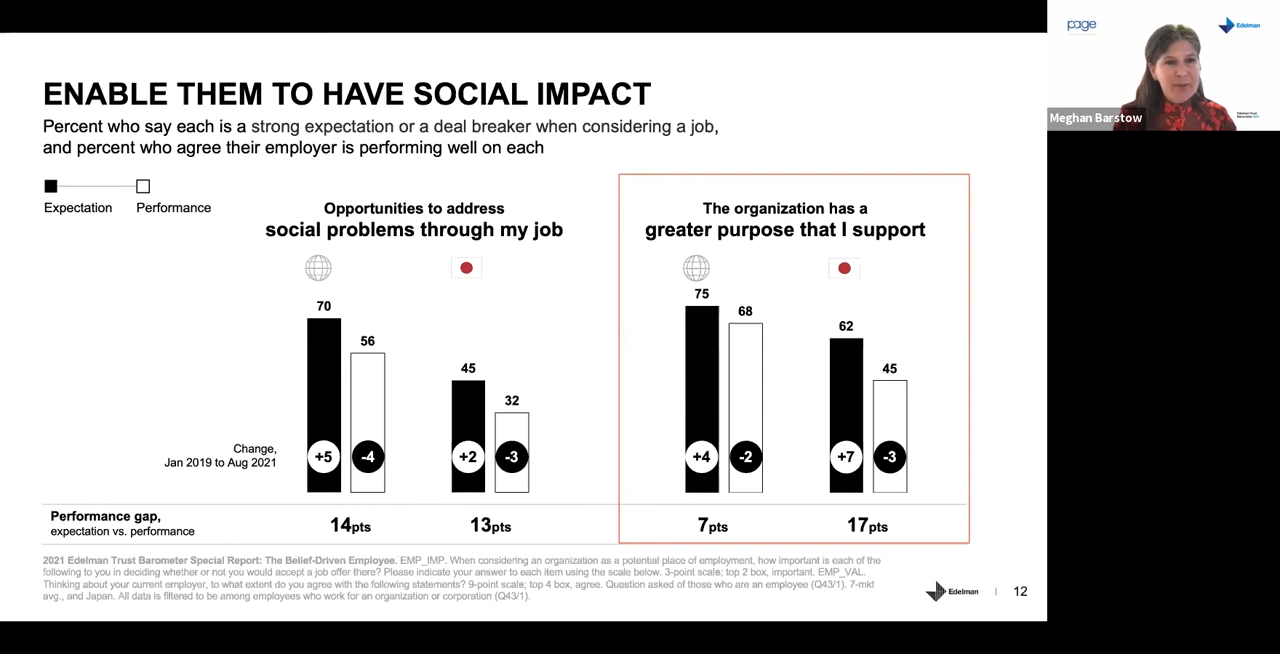 ENABLE THEM TO HAVE SOCIAL IMPACT
Percent who say each is a strong expectation or a deal breaker when considering a job,
and percent who agree their employer is performing well on each
Expectation Performance
Opportunities to address
social problems through my job
70
56
45
32
The organization has a
greater purpose that I support
75
68
62
45
Change,
Jan 2019 to Aug 2021
+5 -4 +2 -3 +4 -2 +7 -3
Performance gap,
expectation vs. performance
14pts 13pts 7pts 17pts
2021 Edelman Trust Barometer Special Report: The Belief-Driven Employee. EMP_IMP. When considering an organization as a potential place of employment, how important is each of the
following to you in deciding whether or not you would accept a job offer there? Please indicate your answer to each item using the scale below. 3-point scale; top 2 box, important. EMP_VAL.
Thinking about your current employer, to what extent do you agree with the following statements? 9-point scale; top 4 box, agree. Question asked of those who are an employee (Q43/1). 7-mkt
avg., and Japan. All data is filtered to be among employees who work for an organization or corporation (Q43/1).
Edelman | 12
page
Edelman
Meghan Barstow
Edelman Trust